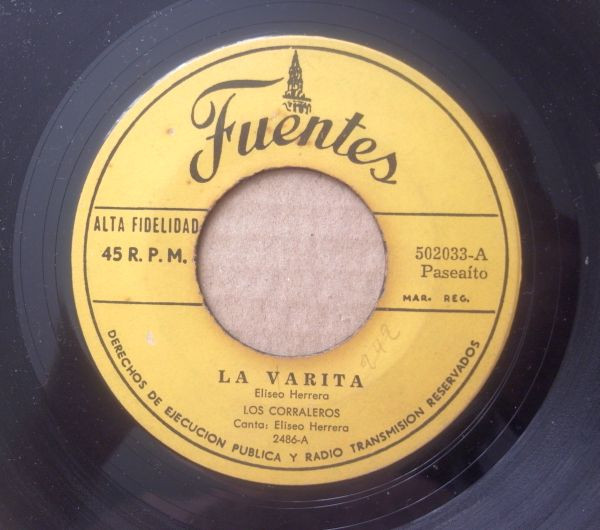 Fuentes
ALTA FIDELIDAD
45 R. P. M.
502033-A
Paseaíto
MAR. REG.
242
LA VARITA
Eliseo Herrera
LOS CORRALEROS
Canta: Eliseo Herrera
2486-A
DERECHOS DE EJECUCION PUBLICA Y RADIO TRANSMISION RESERVADOS